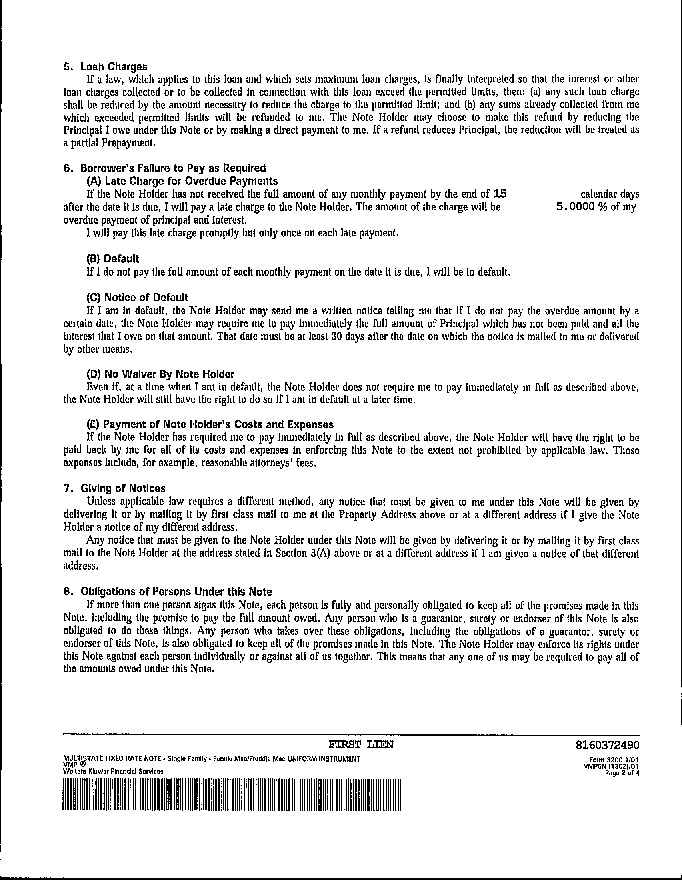 5. Loan Charges
If a law, which applies to this loan and which sets maximum loan charges, is finally interpreted so that the interest or other
loan charges collected or to be collected in connection with this loan exceed the permitted limits, then: (a) any such loan charge
shall be reduced by the amount necessary to reduce the charge to the permitted limit; and (b) any sums already collected from me
which exceeded permitted limits will be refunded to me. The Note Holder may choose to make this refund by reducing the
Principal I owe under this Note or by making a direct payment to me. If a refund reduces Principal, the reduction will be treated as
a partial Prepayment.
6. Borrower's Failure to Pay as Required
(A) Late Charge for Overdue Payments
If the Note Holder has not received the full amount of any monthly payment by the end of 15 calendar days
after the date it is due, I will pay a late charge to the Note Holder. The amount of the charge will be 5.0000 % of my
overdue payment of principal and interest.
I will pay this late charge promptly but only once on each late payment.
(B) Default
If I do not pay the full amount of each monthly payment on the date it is due, I will be in default.
(C) Notice of Default
If I am in default, the Note Holder may send me a written notice telling me that if I do not pay the overdue amount by a
certain date, the Note Holder may require me to pay immediately the full amount of Principal which has not been paid and all the
interest that I owe on that amount. That date must be at least 30 days after the date on which the notice is mailed to me or delivered
by other means.
(D) No Waiver By Note Holder
Even if, at a time when I am in default, the Note Holder does not require me to pay immediately in full as described above,
the Note Holder will still have the right to do so if I am in default at a later time.
(E) Payment of Note Holder's Costs and Expenses
If the Note Holder has required me to pay immediately in full as described above, the Note Holder will have the right to be
paid back by me for all of its costs and expenses in enforcing this Note to the extent not prohibited by applicable law. Those
expenses include, for example, reasonable attorneys' fees.
7. Giving of Notices
Unless applicable law requires a different method, any notice that must be given to me under this Note will be given by
delivering it or by mailing it by first class mail to me at the Property Address above or at a different address if I give the Note
Holder a notice of my different address.
Any notice that must be given to the Note Holder under this Note will be given by delivering it or by mailing it by first class
mail to the Note Holder at the address stated in Section 3(A) above or at a different address if I am given a notice of that different
address.
8. Obligations of Persons Under this Note
If more than one person signs this Note, each person is fully and personally obligated to keep all of the promises made in this
Note, including the promise to pay the full amount owed. Any person who is a guarantor, surety or endorser of this Note is also
obligated to do these things. Any person who takes over these obligations, including the obligations of a guarantor, surety or
endorser of this Note, is also obligated to keep all of the promises made in this Note. The Note Holder may enforce its rights under
this Note against each person individually or against all of us together. This means that any one of us may be required to pay all of
the amounts owed under this Note.
FIRST LIEN 8160372490
MULTISTATE FIXED RATE NOTE - Single Family - Fannie Mae/Freddie Mac UNIFORM INSTRUMENT Form 3200 1/01
VMP ® VMP5N (1302).01
Wolters Kluwer Financial Services Page 2 of 4